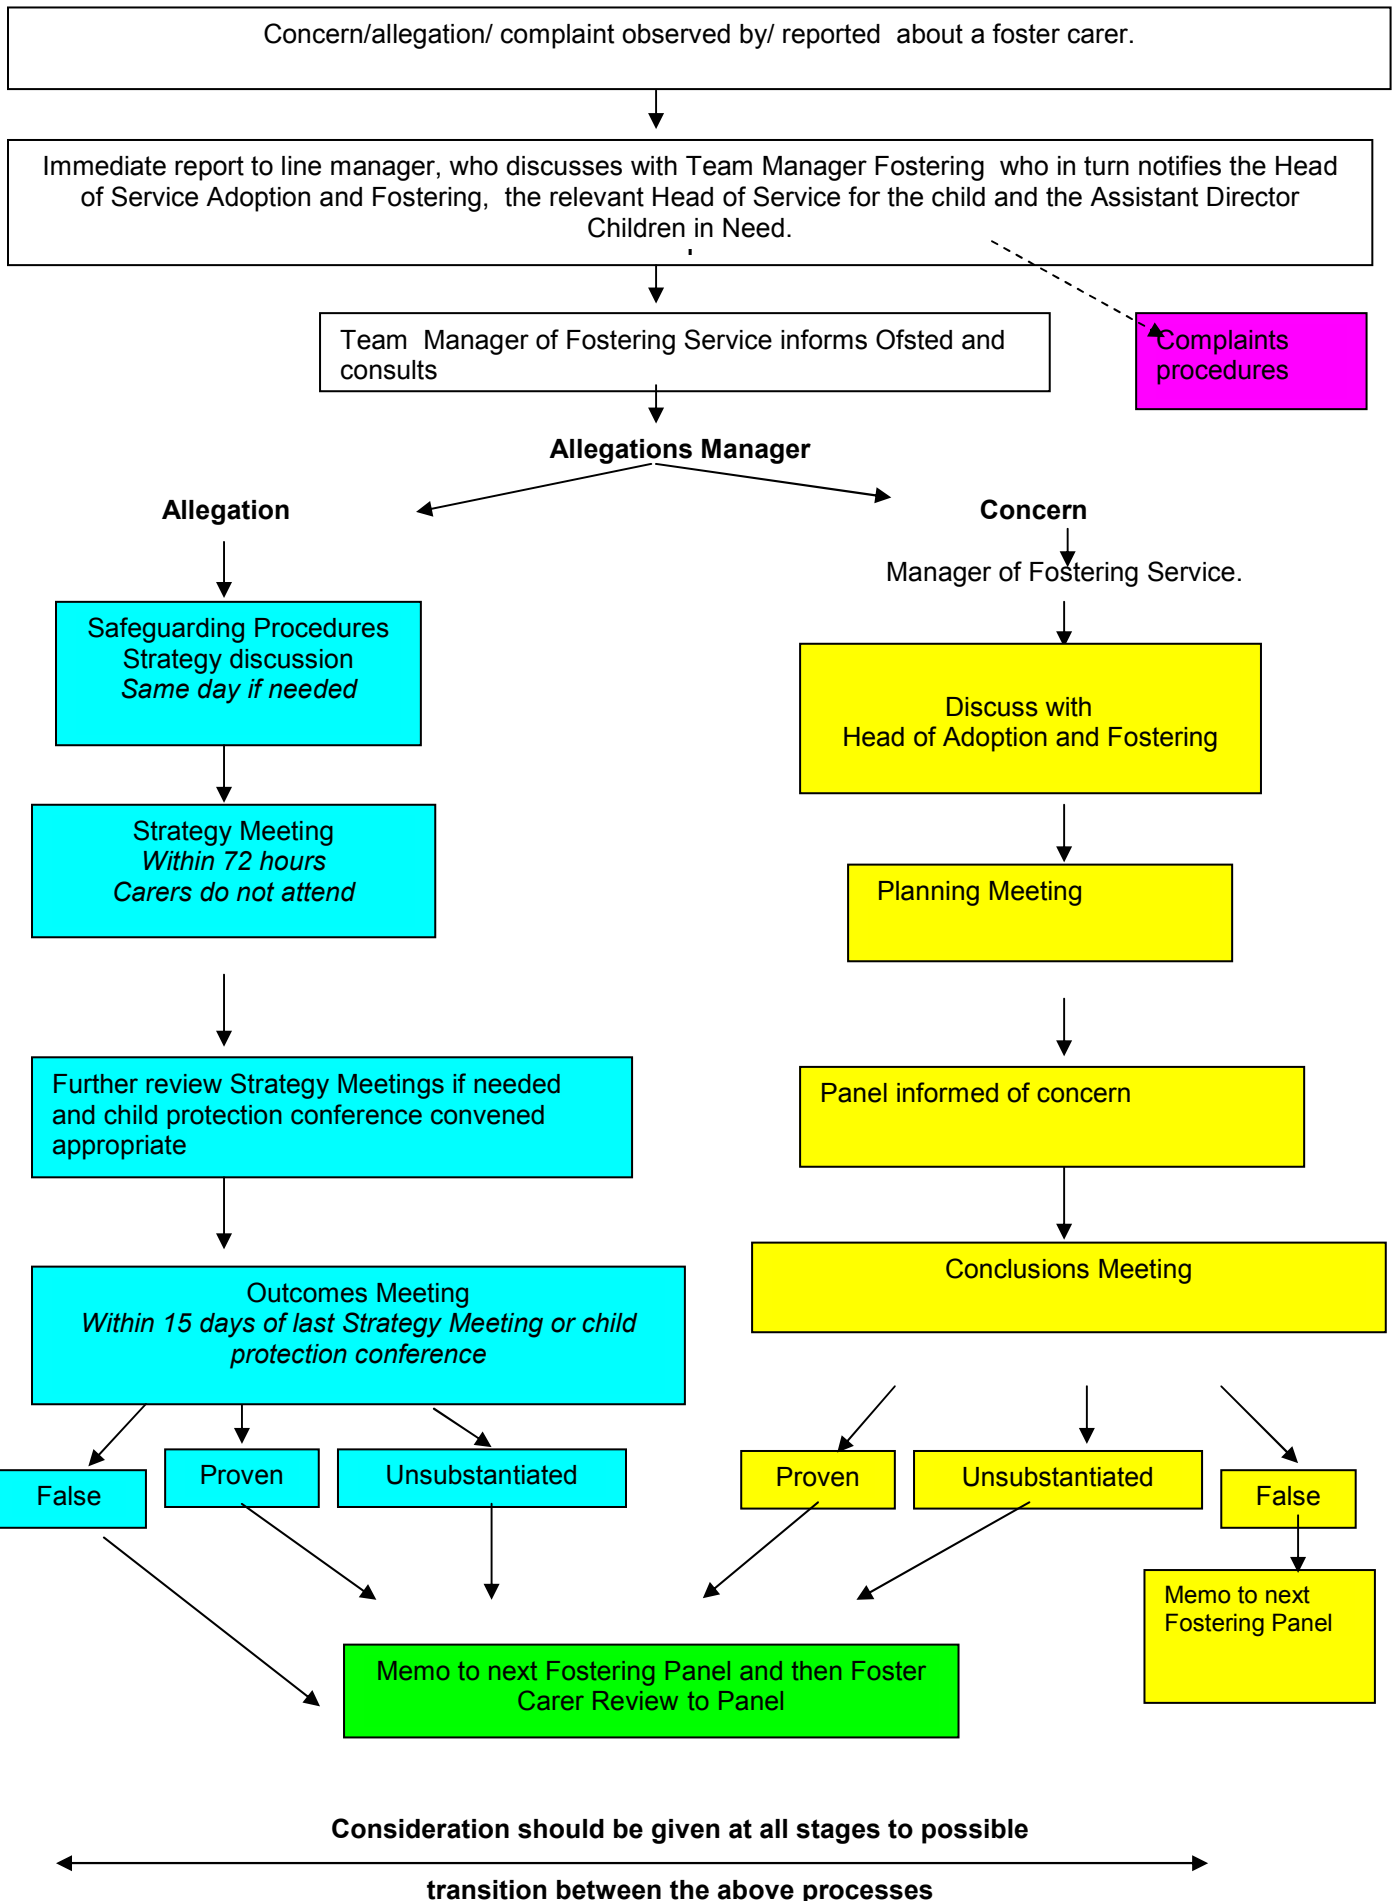 Concern/allegation/ complaint observed by/ reported  about a foster carer.
Immediate report to line manager, who discusses with Team Manager Fostering  who in turn notifies the Head
of Service Adoption and Fostering,  the relevant Head of Service for the child and the Assistant Director
Children in Need.
Team  Manager of Fostering Service informs Ofsted and
consults
Complaints
procedures
Allegations Manager
Allegation
Concern
Manager of Fostering Service.
Safeguarding Procedures
Strategy discussion
Same day if needed
Discuss with
Head of Adoption and Fostering
Strategy Meeting
Within 72 hours
Carers do not attend
Planning Meeting
Further review Strategy Meetings if needed
and child protection conference convened
appropriate
Panel informed of concern
Outcomes Meeting
Within 15 days of last Strategy Meeting or child
protection conference
Conclusions Meeting
False
Proven
Unsubstantiated
Proven
Unsubstantiated
False
Memo to next
Fostering Panel
Memo to next Fostering Panel and then Foster
Carer Review to Panel
Consideration should be given at all stages to possible
transition between the above processes